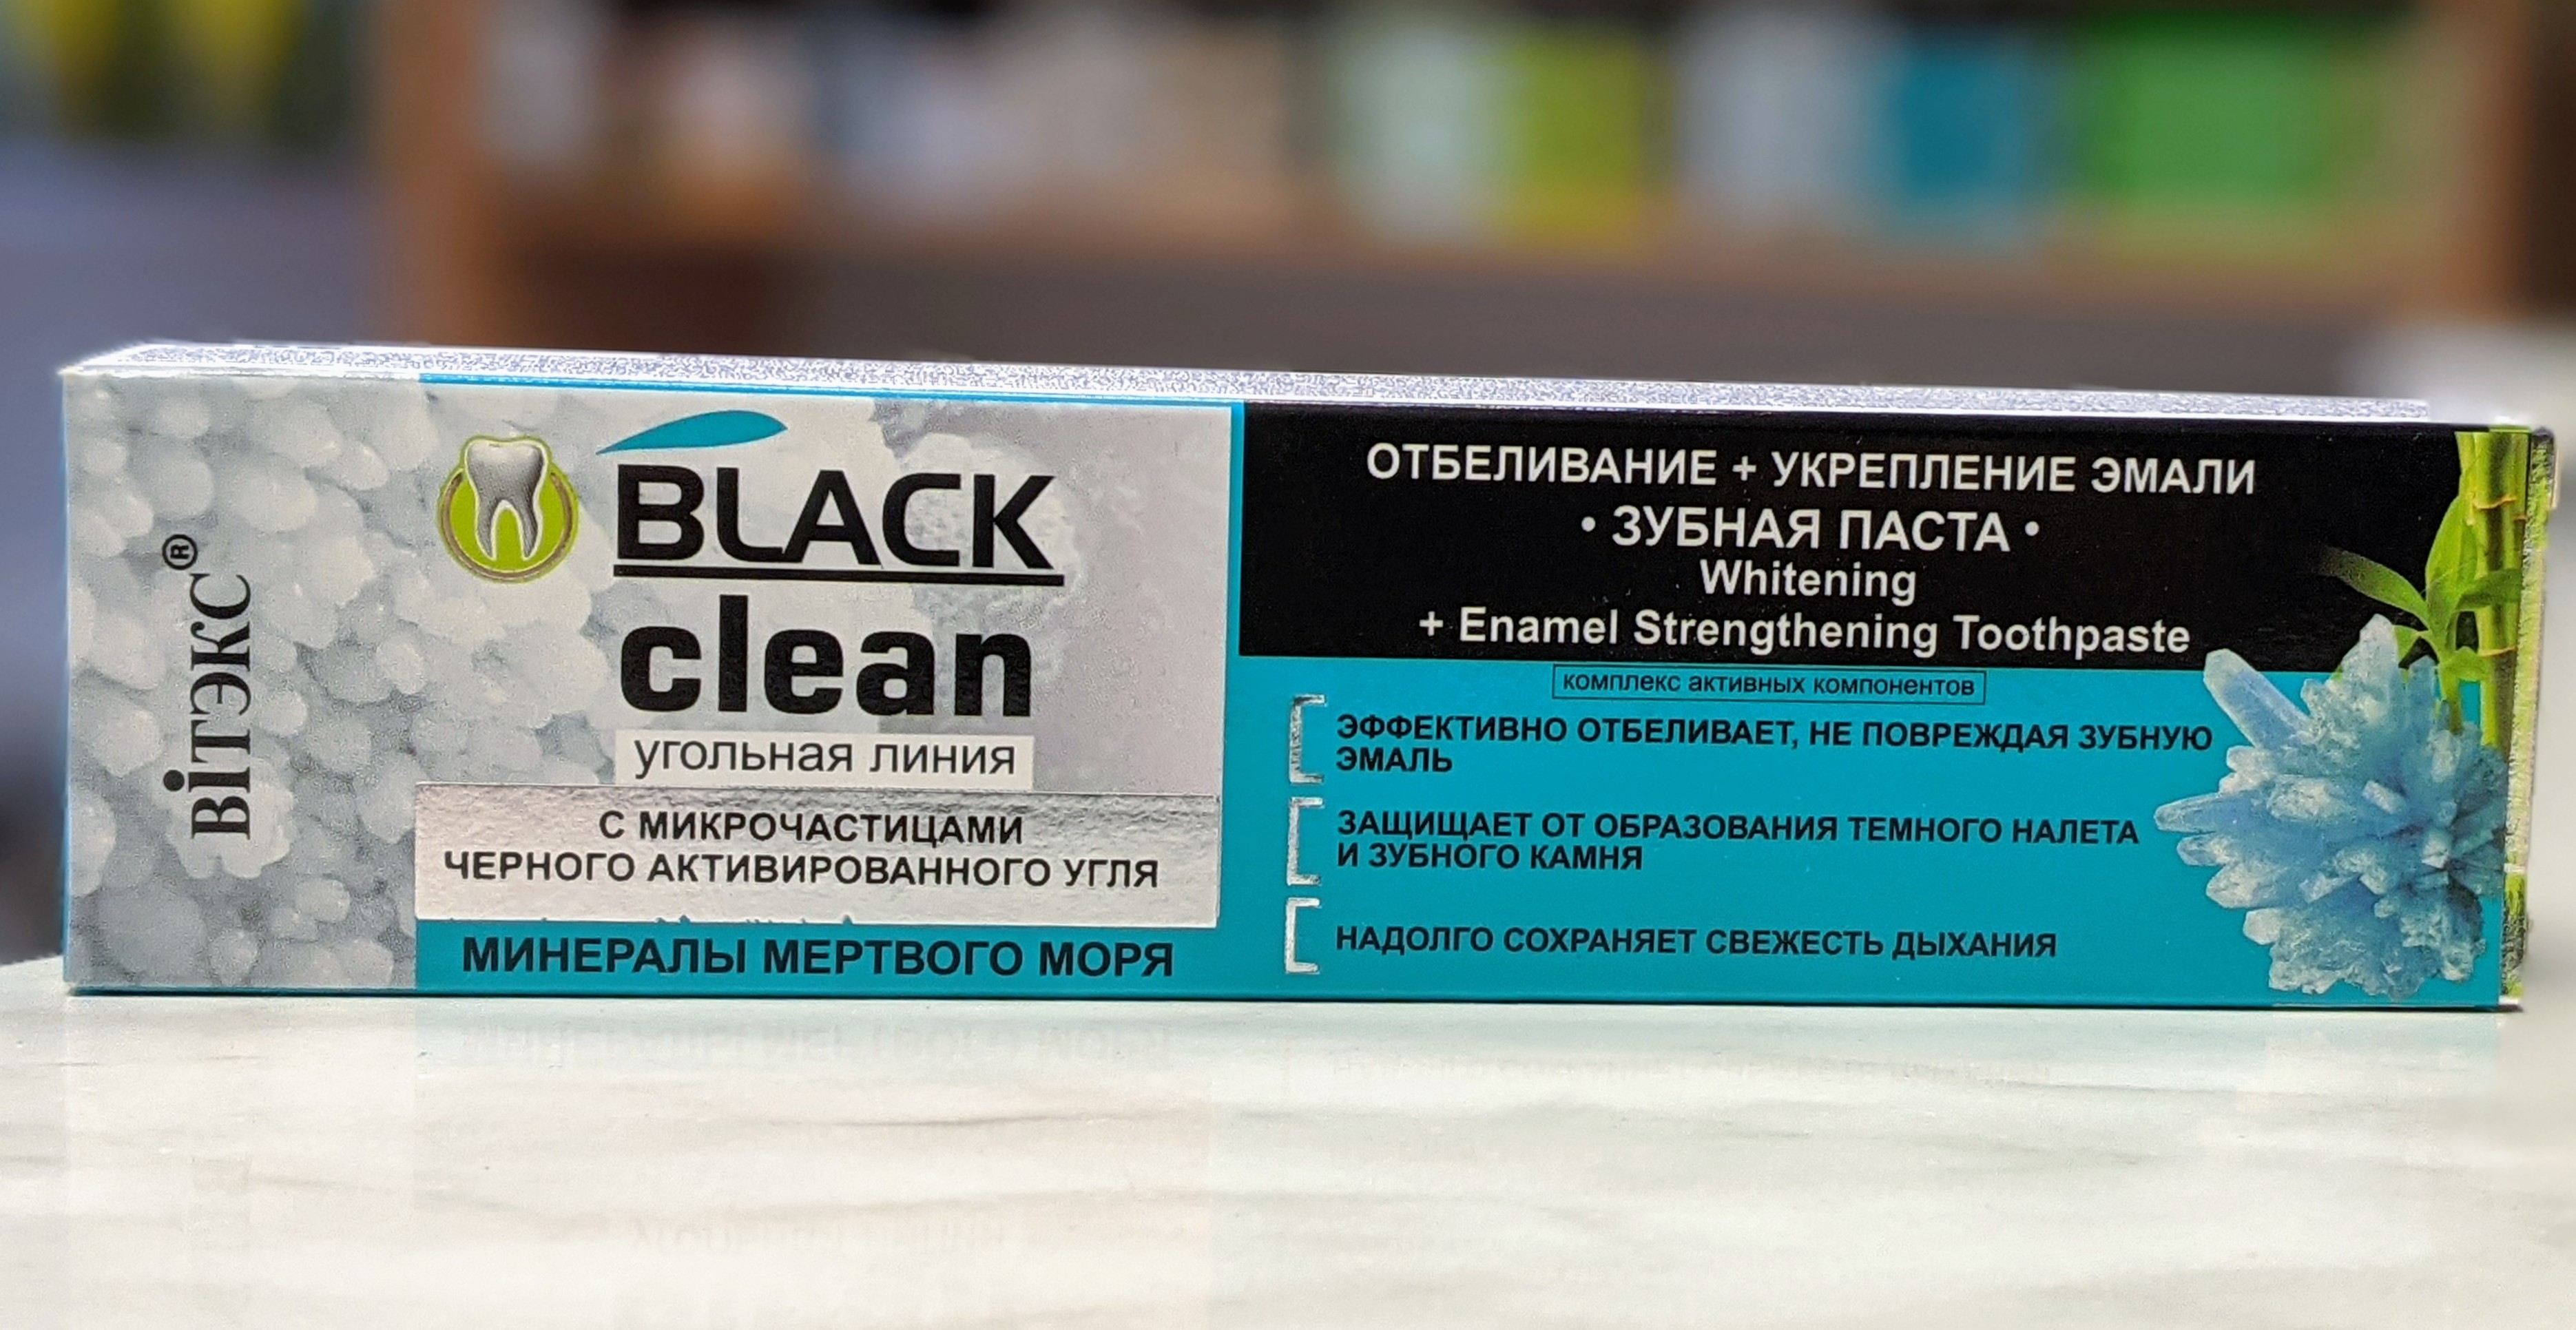 Вiтэкс®
BLACK
clean
угольная линия
С МИКРОЧАСТИЦАМИ
ЧЕРНОГО АКТИВИРОВАННОГО УГЛЯ
МИНЕРАЛЫ МЕРТВОГО МОРЯ
ОТБЕЛИВАНИЕ + УКРЕПЛЕНИЕ ЭМАЛИ
• ЗУБНАЯ ПАСТА •
Whitening
+ Enamel Strengthening Toothpaste
комплекс активных компонентов
ЭФФЕКТИВНО ОТБЕЛИВАЕТ, НЕ ПОВРЕЖДАЯ ЗУБНУЮ
ЭМАЛЬ
ЗАЩИЩАЕТ ОТ ОБРАЗОВАНИЯ ТЕМНОГО НАЛЕТА
И ЗУБНОГО КАМНЯ
НАДОЛГО СОХРАНЯЕТ СВЕЖЕСТЬ ДЫХАНИЯ